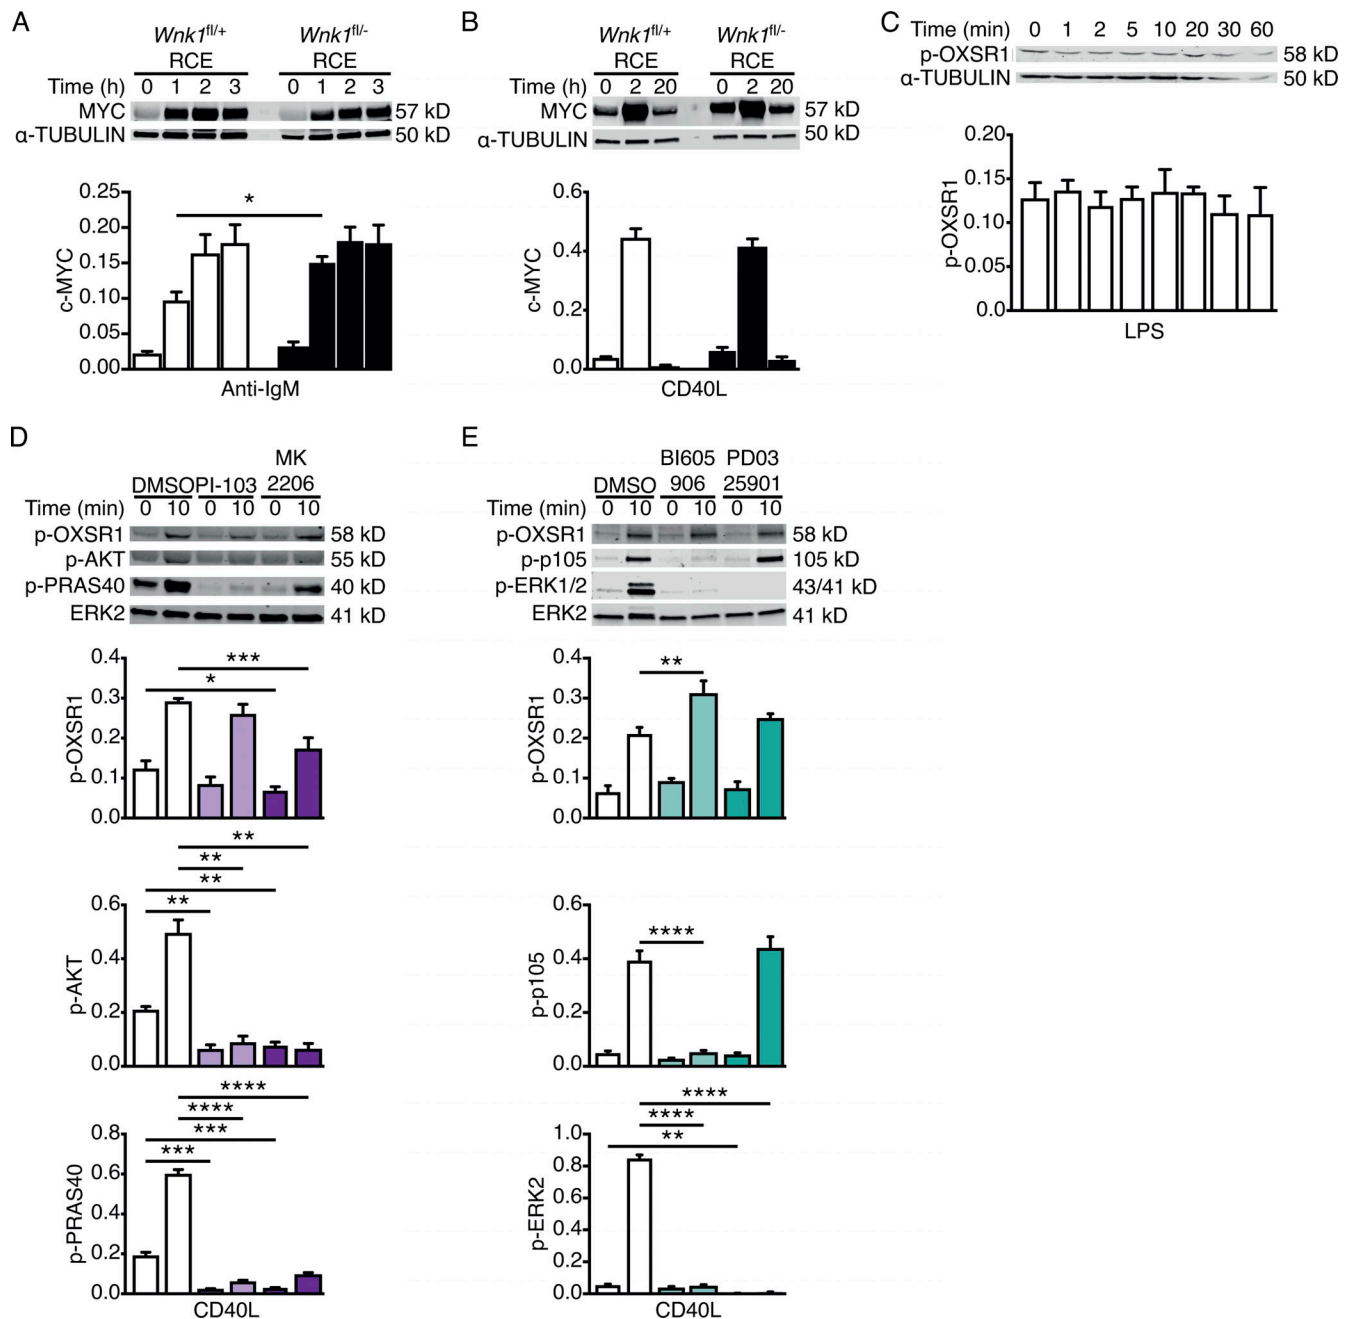 A
Wnk1fl/+ Wnk1fl/-
RCE RCE
Time (h) 0 1 2 3 0 1 2 3
MYC 57 kD
α-TUBULIN 50 kD
0.25
0.20
0.15
0.10
0.05
0.00
c-MYC
*
Anti-IgM
B
Wnk1fl/+ Wnk1fl/-
RCE RCE
Time (h) 0 2 20 0 2 20
MYC 57 kD
α-TUBULIN 50 kD
0.6
0.4
0.2
0.0
c-MYC
CD40L
C
Time (min) 0 1 2 5 10 20 30 60
p-OXSR1 58 kD
α-TUBULIN 50 kD
0.20
0.15
0.10
0.05
0.0
p-OXSR1
LPS
D
MK
DMSO PI-103 2206
Time (min) 0 10 0 10 0 10
p-OXSR1 58 kD
p-AKT 55 kD
p-PRAS40 40 kD
ERK2 41 kD
0.4
0.3
0.2
0.1
0.0
p-OXSR1
***
*
**
**
**
**
0.6
0.4
0.2
0.0
p-AKT
****
****
***
***
0.8
0.6
0.4
0.2
0.0
p-PRAS40
CD40L
E
BI605 PD03
DMSO 906 25901
Time (min) 0 10 0 10 0 10
p-OXSR1 58 kD
p-p105 105 kD
p-ERK1/2 43/41 kD
ERK2 41 kD
0.4
0.3
0.2
0.1
0.0
p-OXSR1
**
0.6
0.4
0.2
0.0
p-p105
****
****
****
**
1.0
0.8
0.6
0.4
0.2
0.0
p-ERK2
CD40L